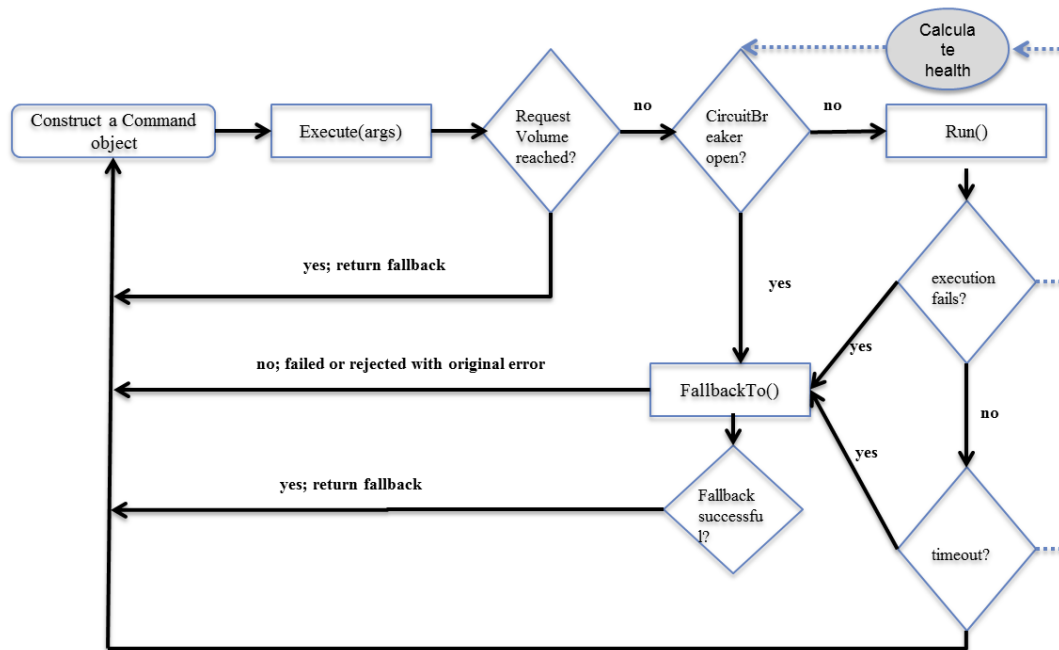 Calcula
te
health
Construct a Command
object
Execute(args)
Request
Volume
reached?
no
CircuitBr
eaker
open?
no
Run()
yes; return fallback
yes
execution
fails?
yes
no; failed or rejected with original error
FallbackTo()
no
yes
yes; return fallback
Fallback
successfu
l?
timeout?